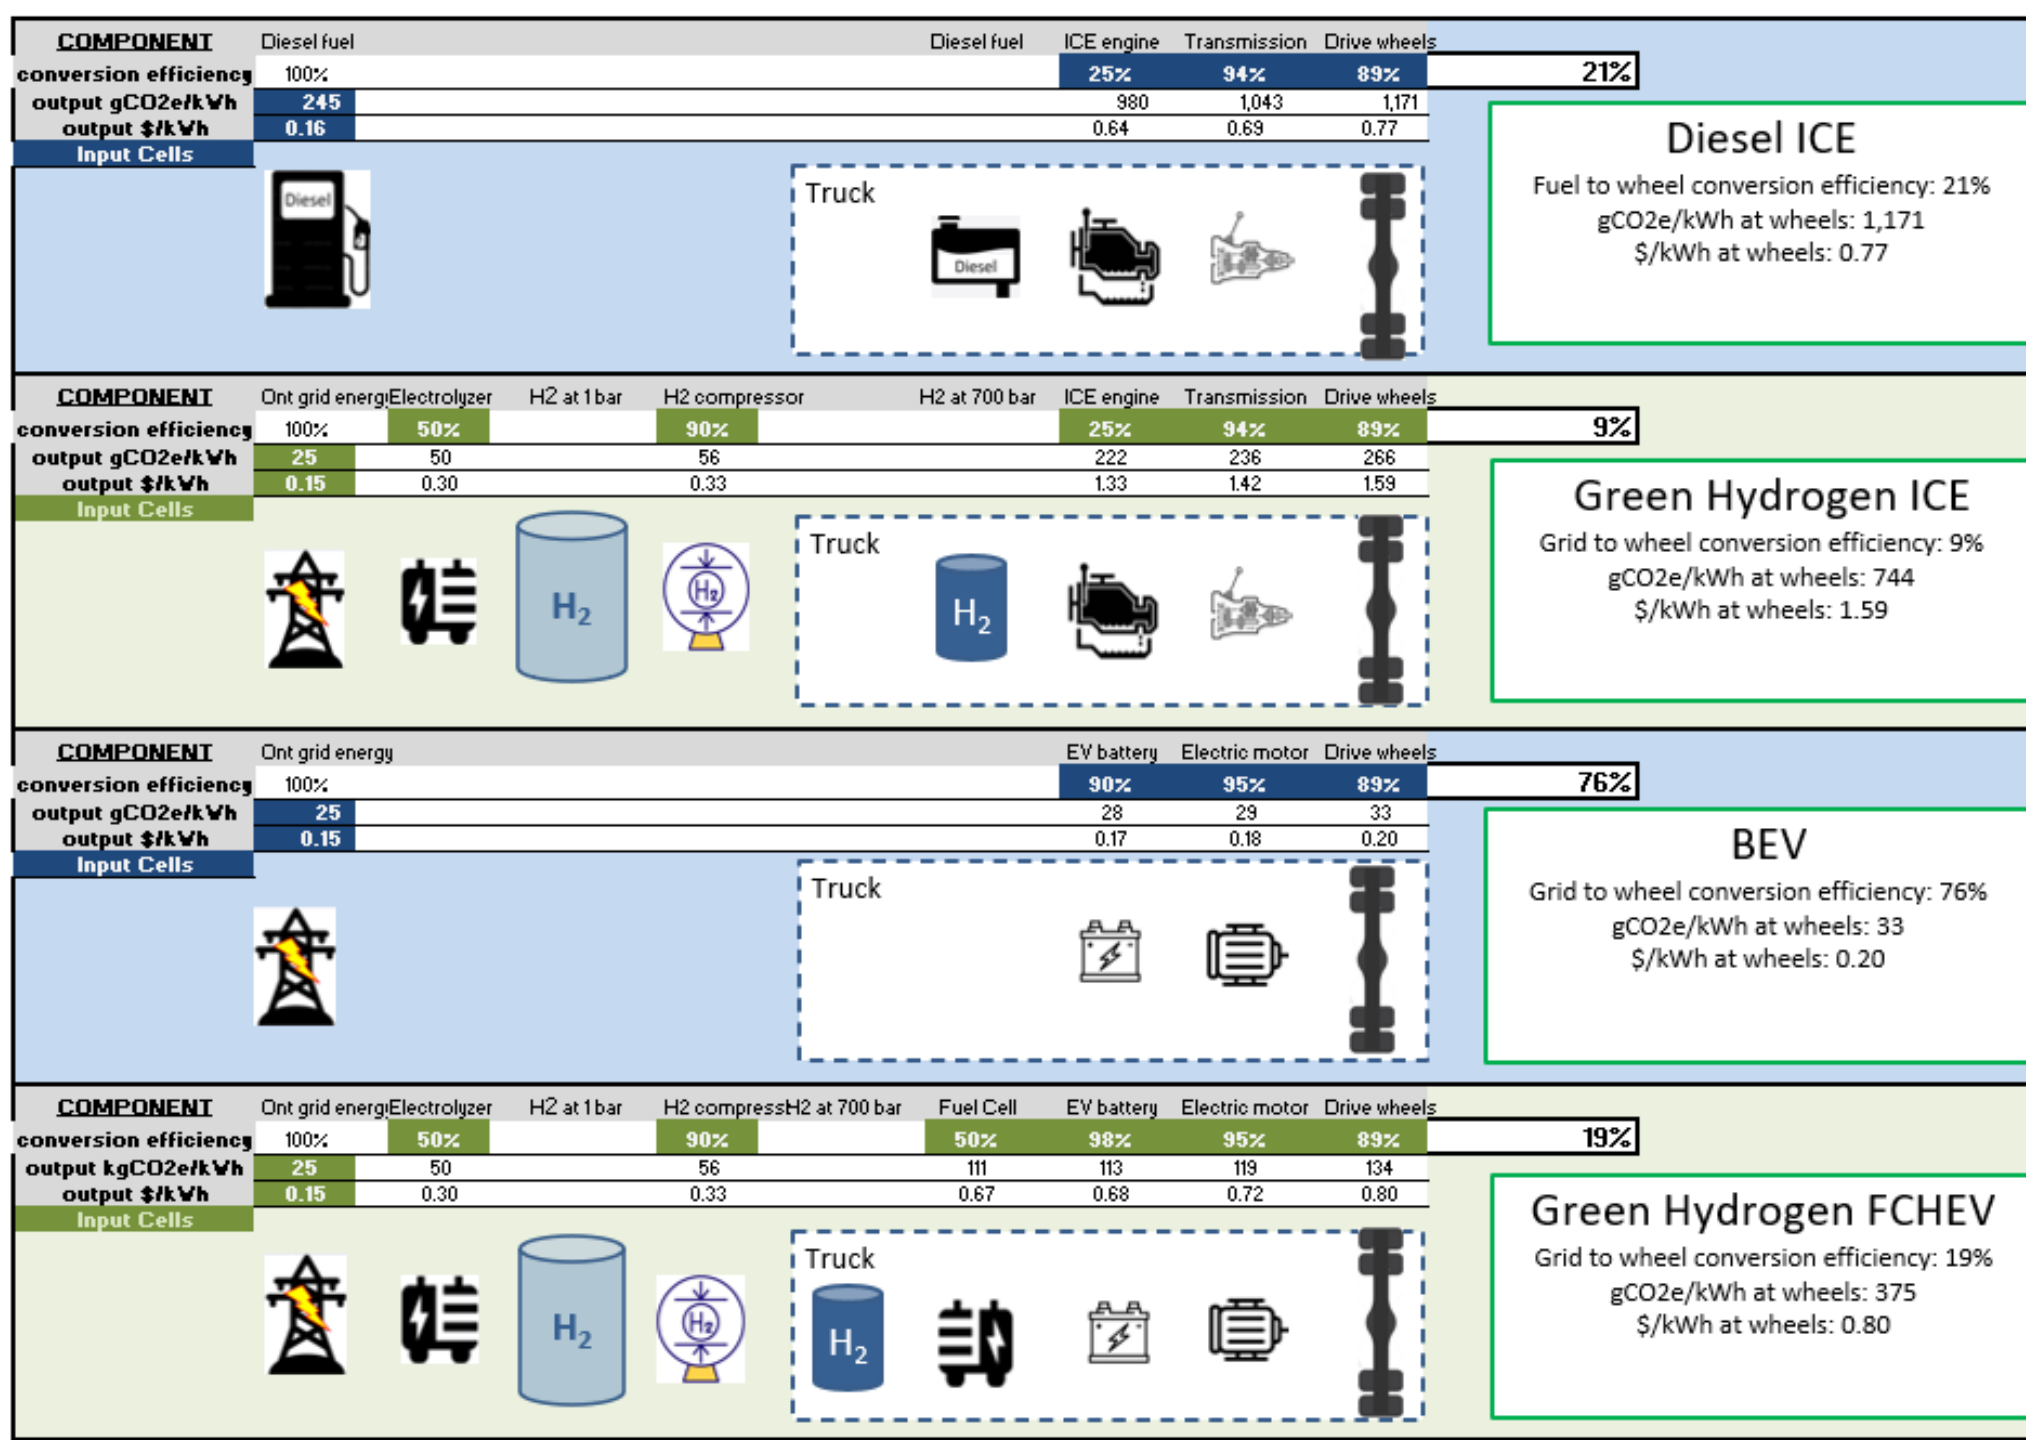 COMPONENT Diesel fuel Diesel fuel ICE engine Transmission Drive wheels
conversion efficiency 100% 25% 94% 89% 21%
output gCO2e/kWh 245 980 1,043 1,171
output $/kWh 0.16 0.64 0.69 0.77
Input Cells
Diesel ICE
Fuel to wheel conversion efficiency: 21%
gCO2e/kWh at wheels: 1,171
$/kWh at wheels: 0.77
Diesel
Truck
Diesel
COMPONENT Ont grid energy Electrolyzer H2 at 1 bar H2 compressor H2 at 700 bar ICE engine Transmission Drive wheels
conversion efficiency 100% 50% 90% 25% 94% 89% 9%
output gCO2e/kWh 25 50 56 222 236 266
output $/kWh 0.15 0.30 0.33 1.33 1.42 1.59
Input Cells
Green Hydrogen ICE
Grid to wheel conversion efficiency: 9%
gCO2e/kWh at wheels: 744
$/kWh at wheels: 1.59
Truck
H2
H2
H2
COMPONENT Ont grid energy EV battery Electric motor Drive wheels
conversion efficiency 100% 90% 95% 89% 76%
output gCO2e/kWh 25 28 29 33
output $/kWh 0.15 0.17 0.18 0.20
Input Cells
BEV
Grid to wheel conversion efficiency: 76%
gCO2e/kWh at wheels: 33
$/kWh at wheels: 0.20
Truck
COMPONENT Ont grid energy Electrolyzer H2 at 1 bar H2 compress H2 at 700 bar Fuel Cell EV battery Electric motor Drive wheels
conversion efficiency 100% 50% 90% 50% 98% 95% 89% 19%
output kgCO2e/kWh 25 50 56 111 113 119 134
output $/kWh 0.15 0.30 0.33 0.67 0.68 0.72 0.80
Input Cells
Green Hydrogen FCHEV
Grid to wheel conversion efficiency: 19%
gCO2e/kWh at wheels: 375
$/kWh at wheels: 0.80
Truck
H2
H2
H2